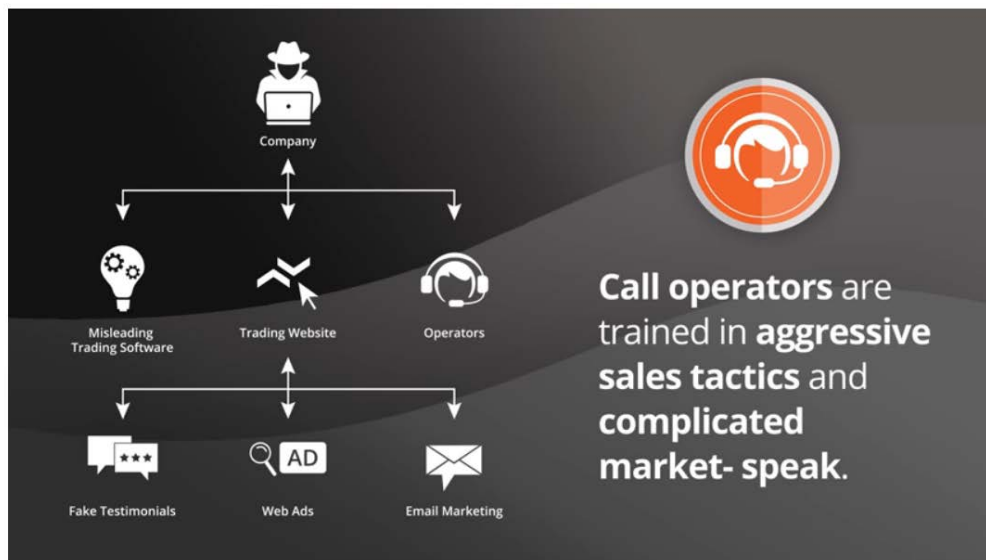 Company
Misleading
Trading Software
Trading Website
Operators
Fake Testimonials
AD
Web Ads
Email Marketing
Call operators are
trained in aggressive
sales tactics and
complicated
market- speak.